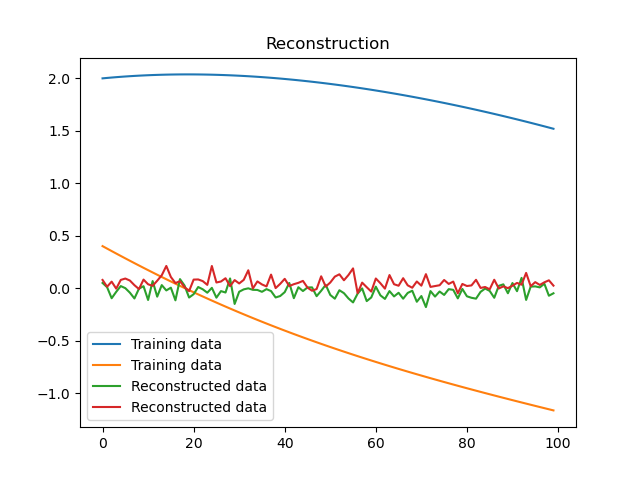 Reconstruction
2.0
1.5
1.0
0.5
0.0
−0.5
−1.0
Training data
Training data
Reconstructed data
Reconstructed data
0 20 40 60 80 100